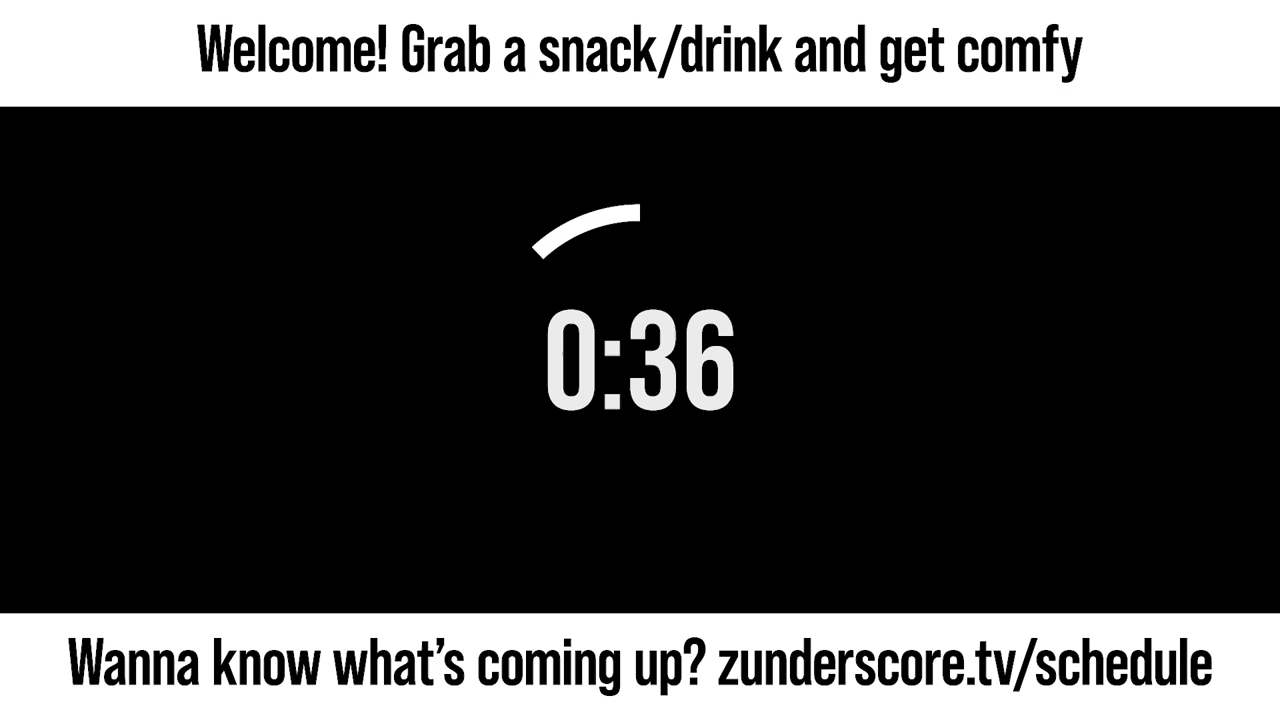 Welcome! Grab a snack/drink and get comfy
0:36
Wanna know what’s coming up? zunderscore.tv/schedule